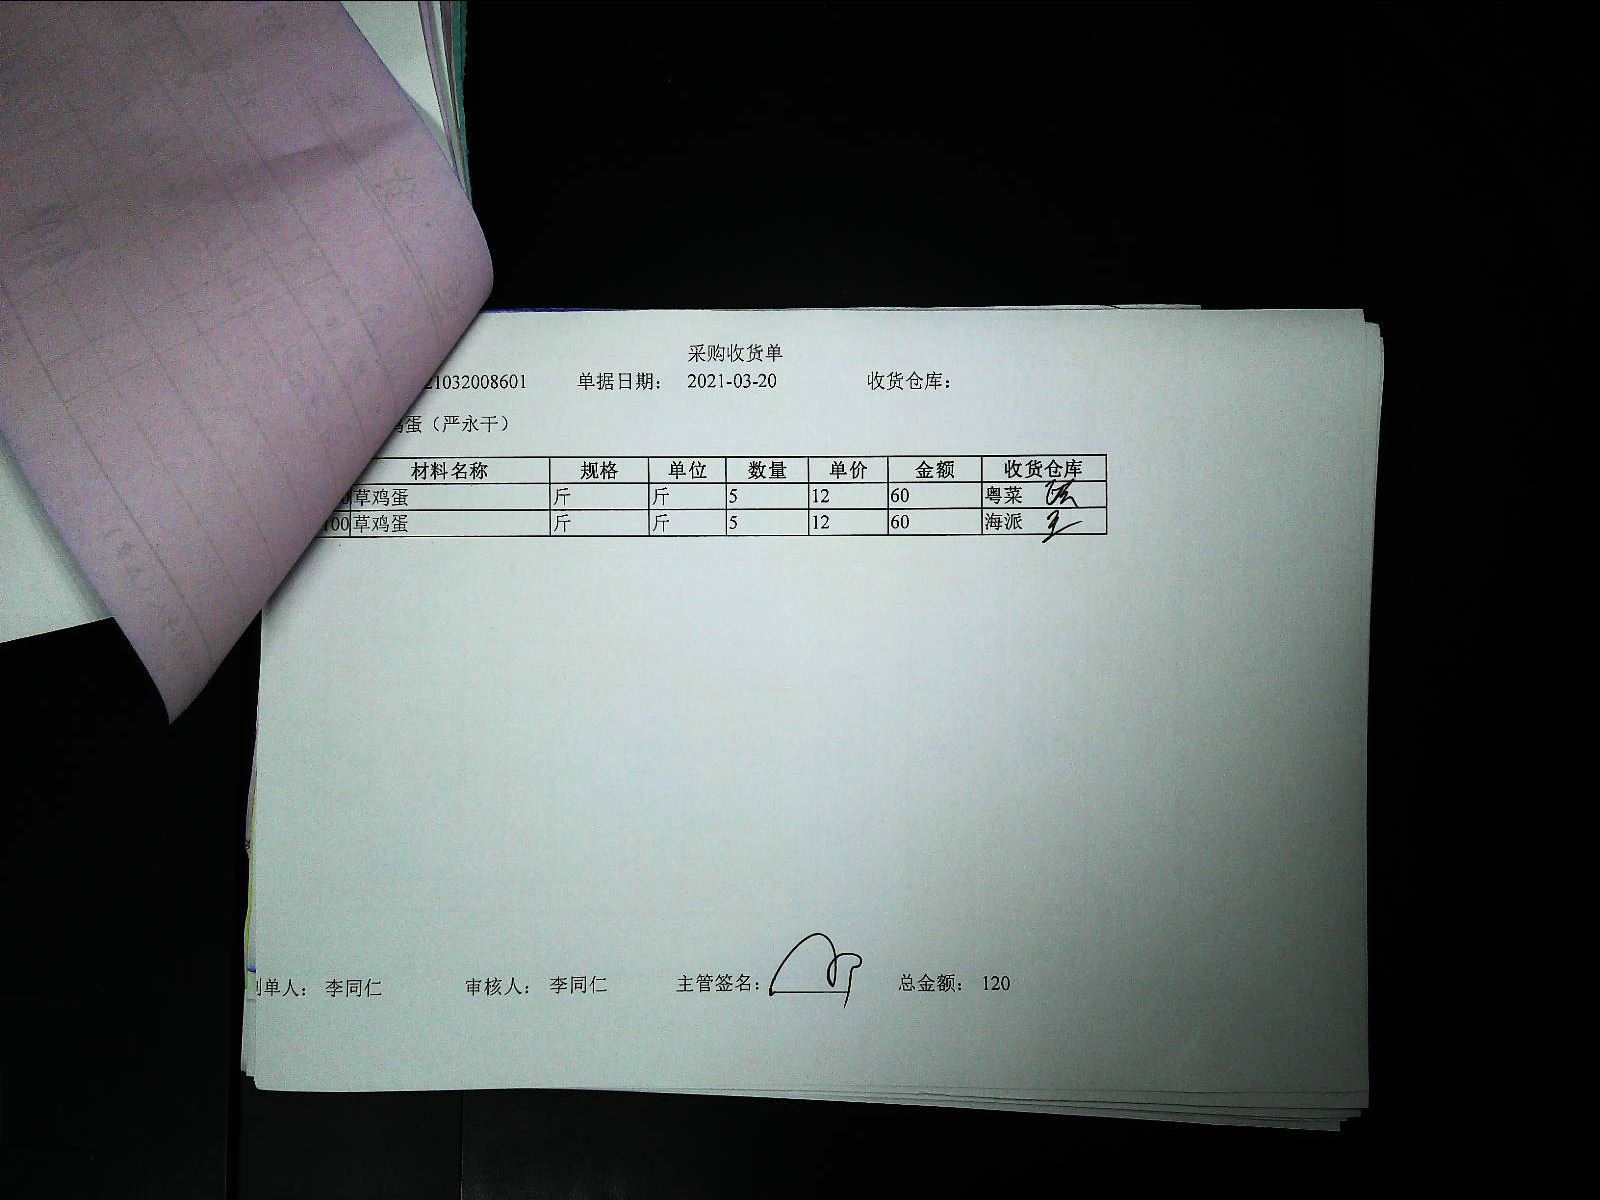 采购收货单
21032008601 单据日期： 2021-03-20 收货仓库：
鸡蛋（严永干）
材料名称 规格 单位 数量 单价 金额 收货仓库
0 草鸡蛋 斤 斤 5 12 60 粤菜
100 草鸡蛋 斤 斤 5 12 60 海派
制单人： 李同仁 审核人： 李同仁 主管签名： 总金额： 120